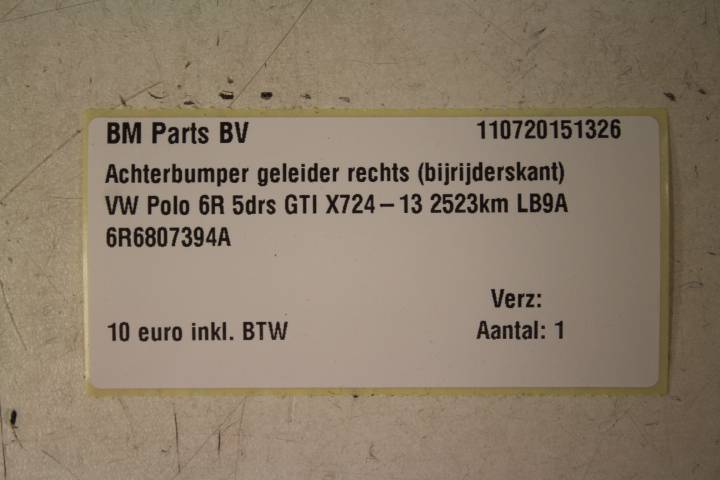 BM Parts BV 110720151326
Achterbumper geleider rechts (bijrijderskant)
VW Polo 6R 5drs GTI X724-13 2523km LB9A
6R6807394A
Verz:
10 euro inkl. BTW Aantal: 1